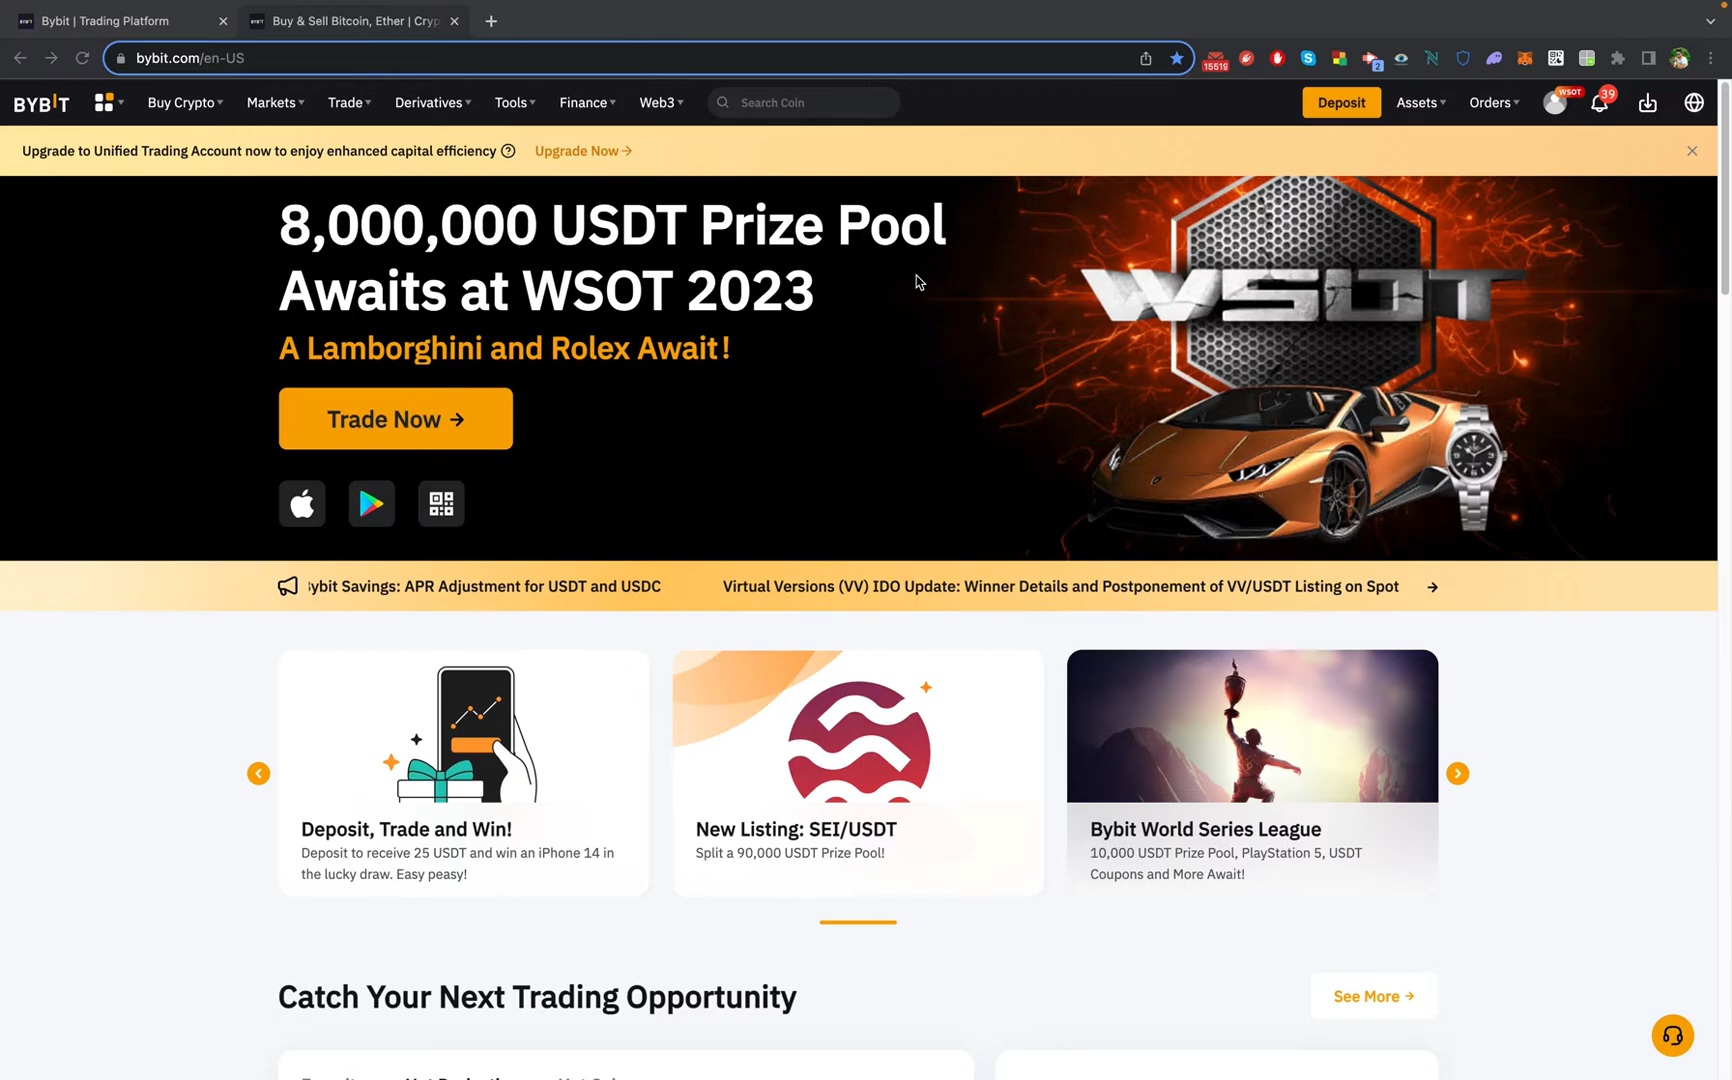 Bybit | Trading Platform
Buy & Sell Bitcoin, Ether | Cryp
bybit.com/en-US
15519
2
BYBIT
Buy Crypto
Markets
Trade
Derivatives
Tools
Finance
Web3
Search Coin
Deposit
Assets
Orders
WSOT
39
Upgrade to Unified Trading Account now to enjoy enhanced capital efficiency
Upgrade Now→
8,000,000 USDT Prize Pool
Awaits at WSOT 2023
A Lamborghini and Rolex Await!
Trade Now →
WSOT
ybit Savings: APR Adjustment for USDT and USDC
Virtual Versions (VV) IDO Update: Winner Details and Postponement of VV/USDT Listing on Spot
→
Deposit, Trade and Win!
Deposit to receive 25 USDT and win an iPhone 14 in
the lucky draw. Easy peasy!
New Listing: SEI/USDT
Split a 90,000 USDT Prize Pool!
Bybit World Series League
10,000 USDT Prize Pool, PlayStation 5, USDT
Coupons and More Await!
Catch Your Next Trading Opportunity
See More →